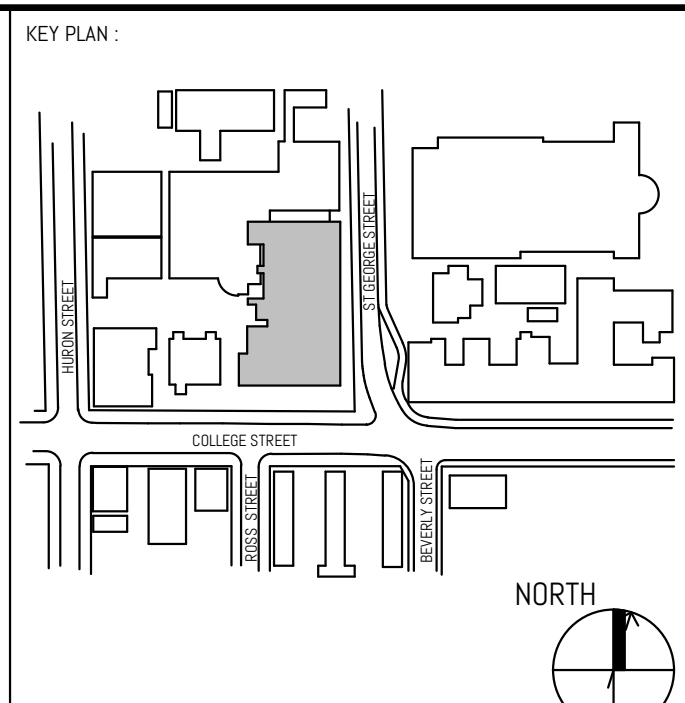 KEY PLAN :
ST GEORGE STREET
HURON STREET
COLLEGE STREET
ROSS STREET
BEVERLY STREET
NORTH